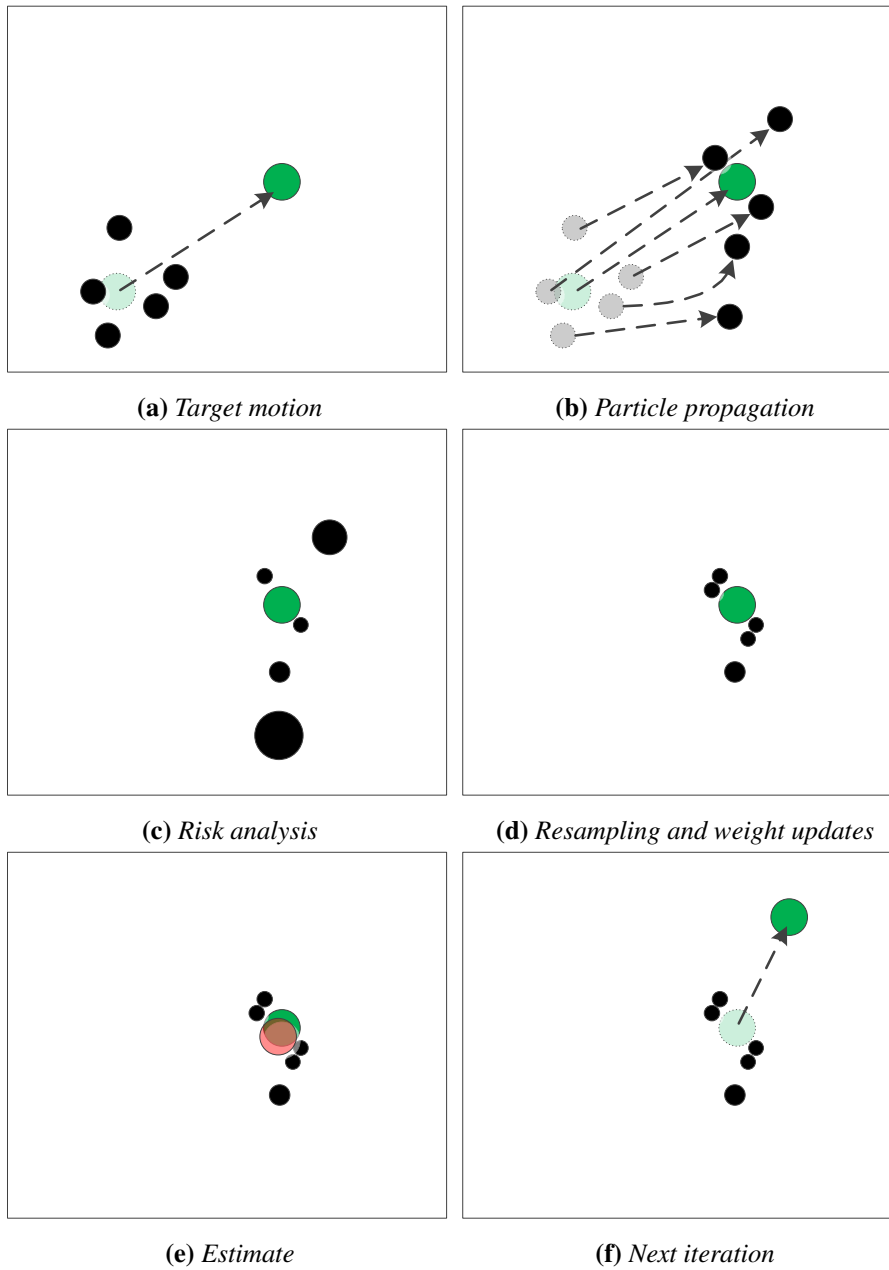 (a) Target motion
(b) Particle propagation
(c) Risk analysis
(d) Resampling and weight updates
(e) Estimate
(f) Next iteration